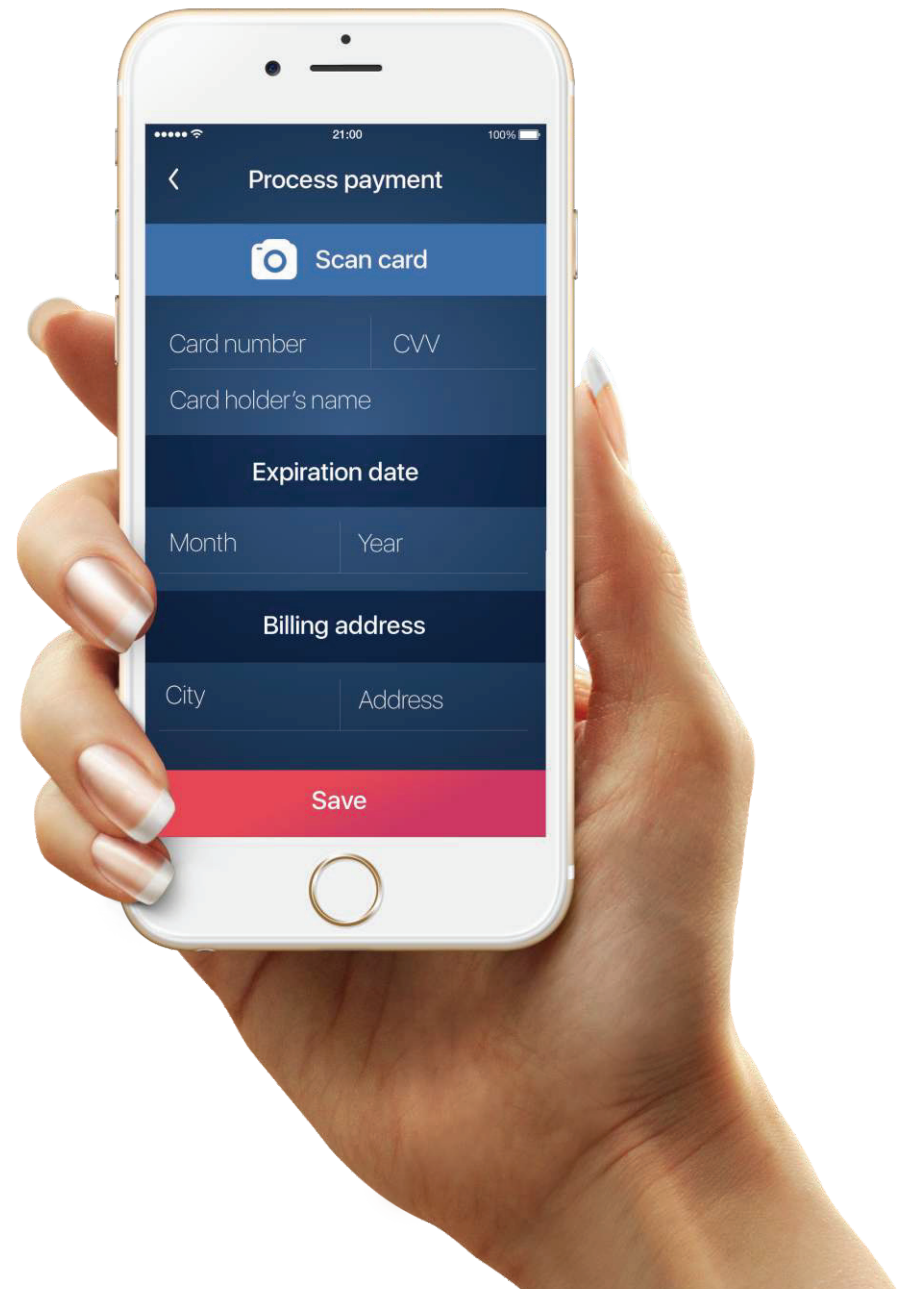 21:00 100%
Process payment
Scan card
Card number CVV
Card holder's name
Expiration date
Month Year
Billing address
City Address
Save